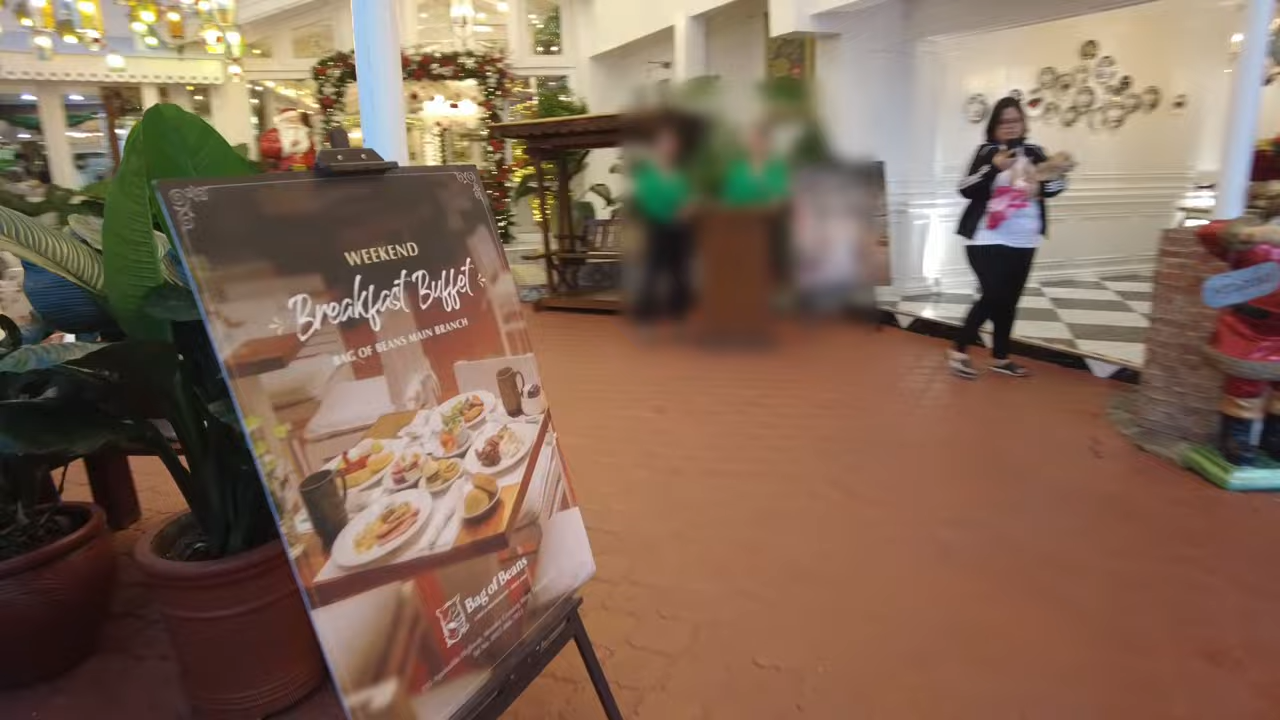 WEEKEND
Breakfast Buffet
BAG OF BEANS MAIN BRANCH
Bag of Beans